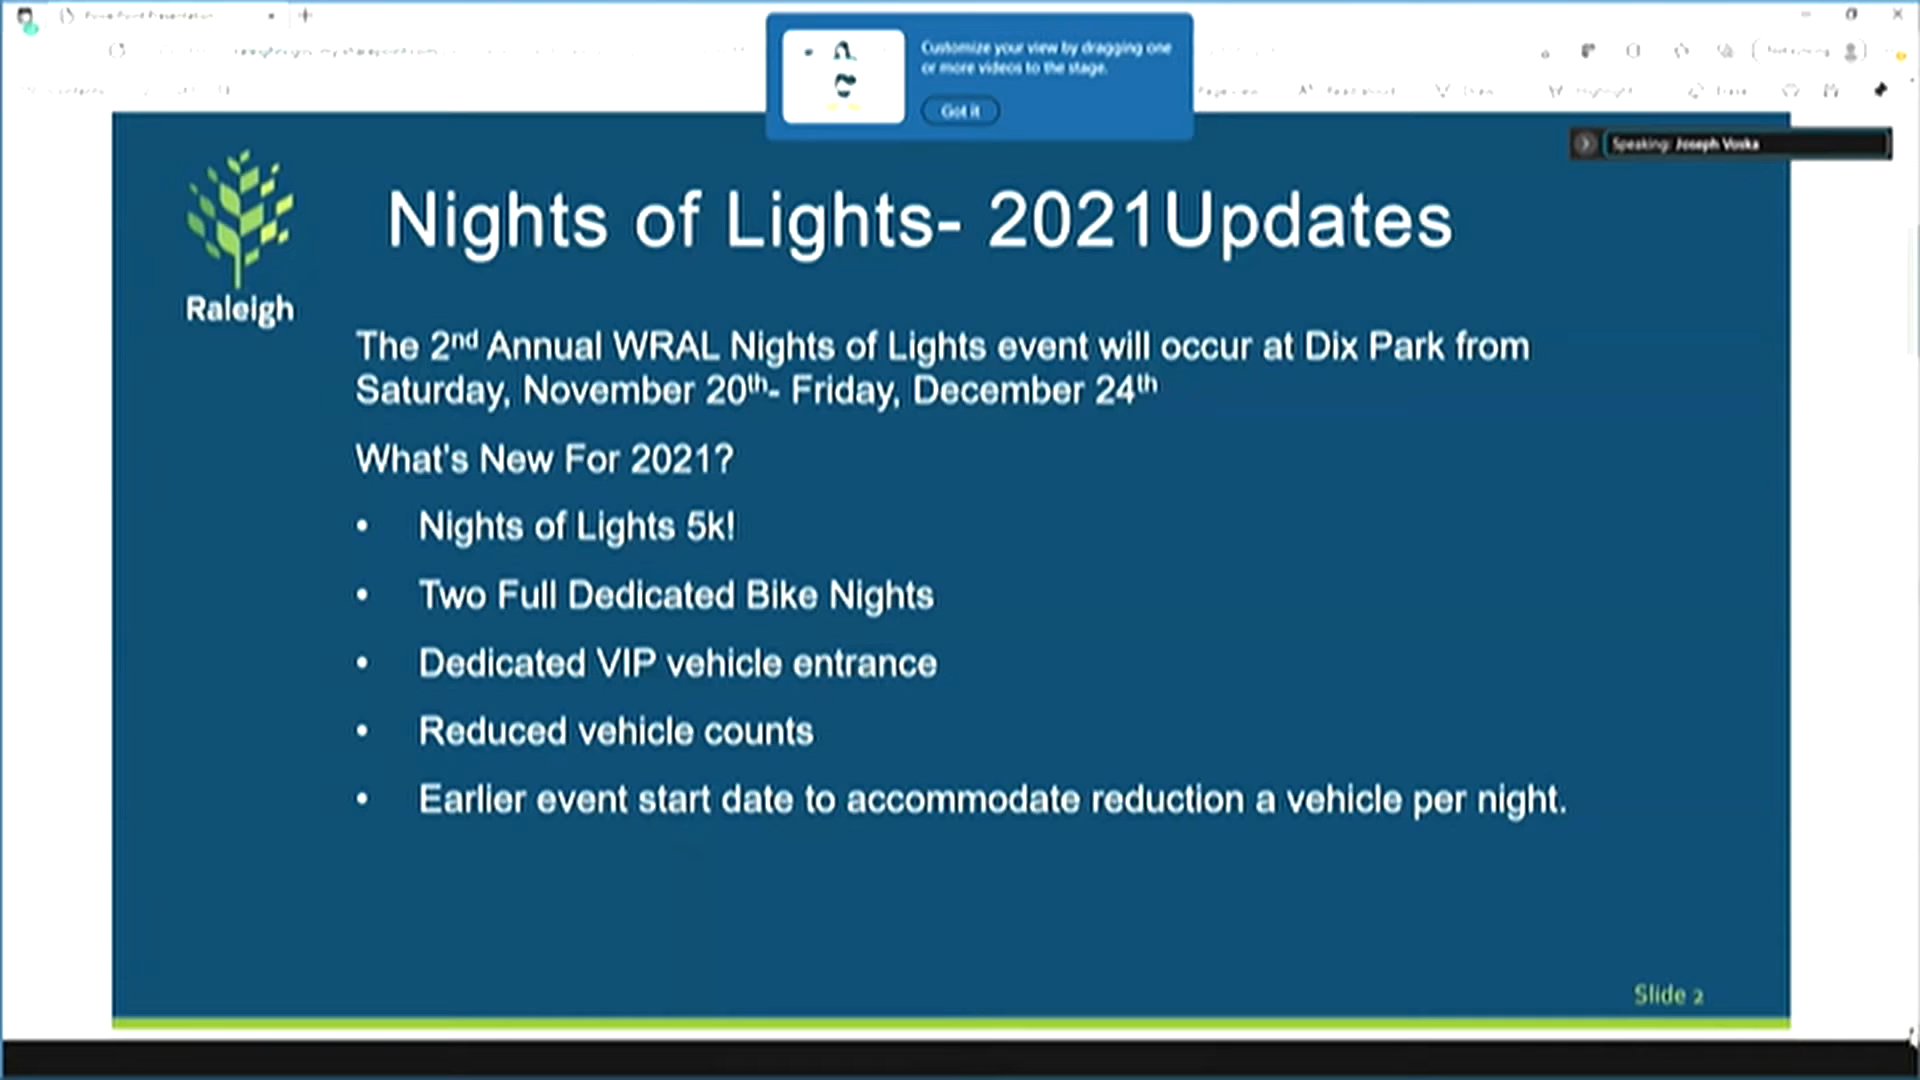 PowerPoint Presentation
Customize your view by dragging one
or more videos to the stage.
Got it
Speaking: Joseph Voska
Raleigh
Nights of Lights- 2021Updates
The 2nd Annual WRAL Nights of Lights event will occur at Dix Park from
Saturday, November 20th- Friday, December 24th
What's New For 2021?
• Nights of Lights 5k!
• Two Full Dedicated Bike Nights
• Dedicated VIP vehicle entrance
• Reduced vehicle counts
• Earlier event start date to accommodate reduction a vehicle per night.
Slide 2